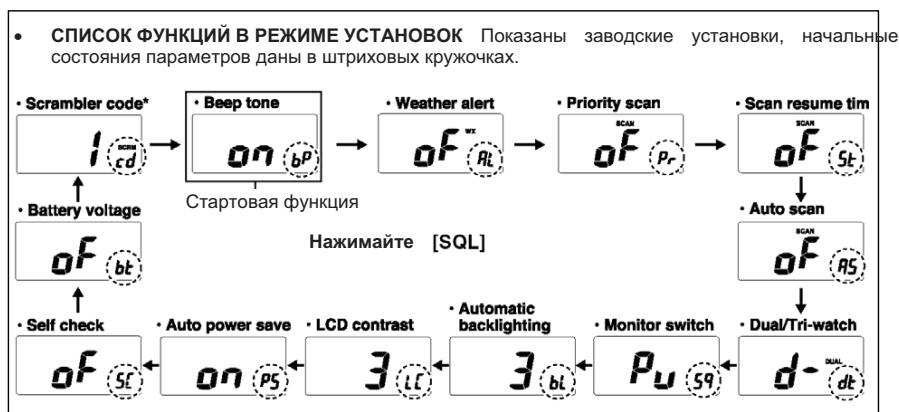 • СПИСОК ФУНКЦИЙ В РЕЖИМЕ УСТАНОВОК Показаны заводские установки, начальные
состояния параметров даны в штриховых кружочках.
· Scrambler code*
1 SCRM cd
· Beep tone
on bP
· Weather alert
oF WX AL
· Priority scan
SCAN oF Pr
· Scan resume tim
SCAN oF St
Стартовая функция
· Battery voltage
oF bt
Нажимайте [SQL]
· Auto scan
SCAN oF AS
· Self check
oF SC
· Auto power save
on PS
· LCD contrast
3 LC
· Automatic
backlighting
3 bL
· Monitor switch
Pu Sq
· Dual/Tri-watch
d- DUAL dt